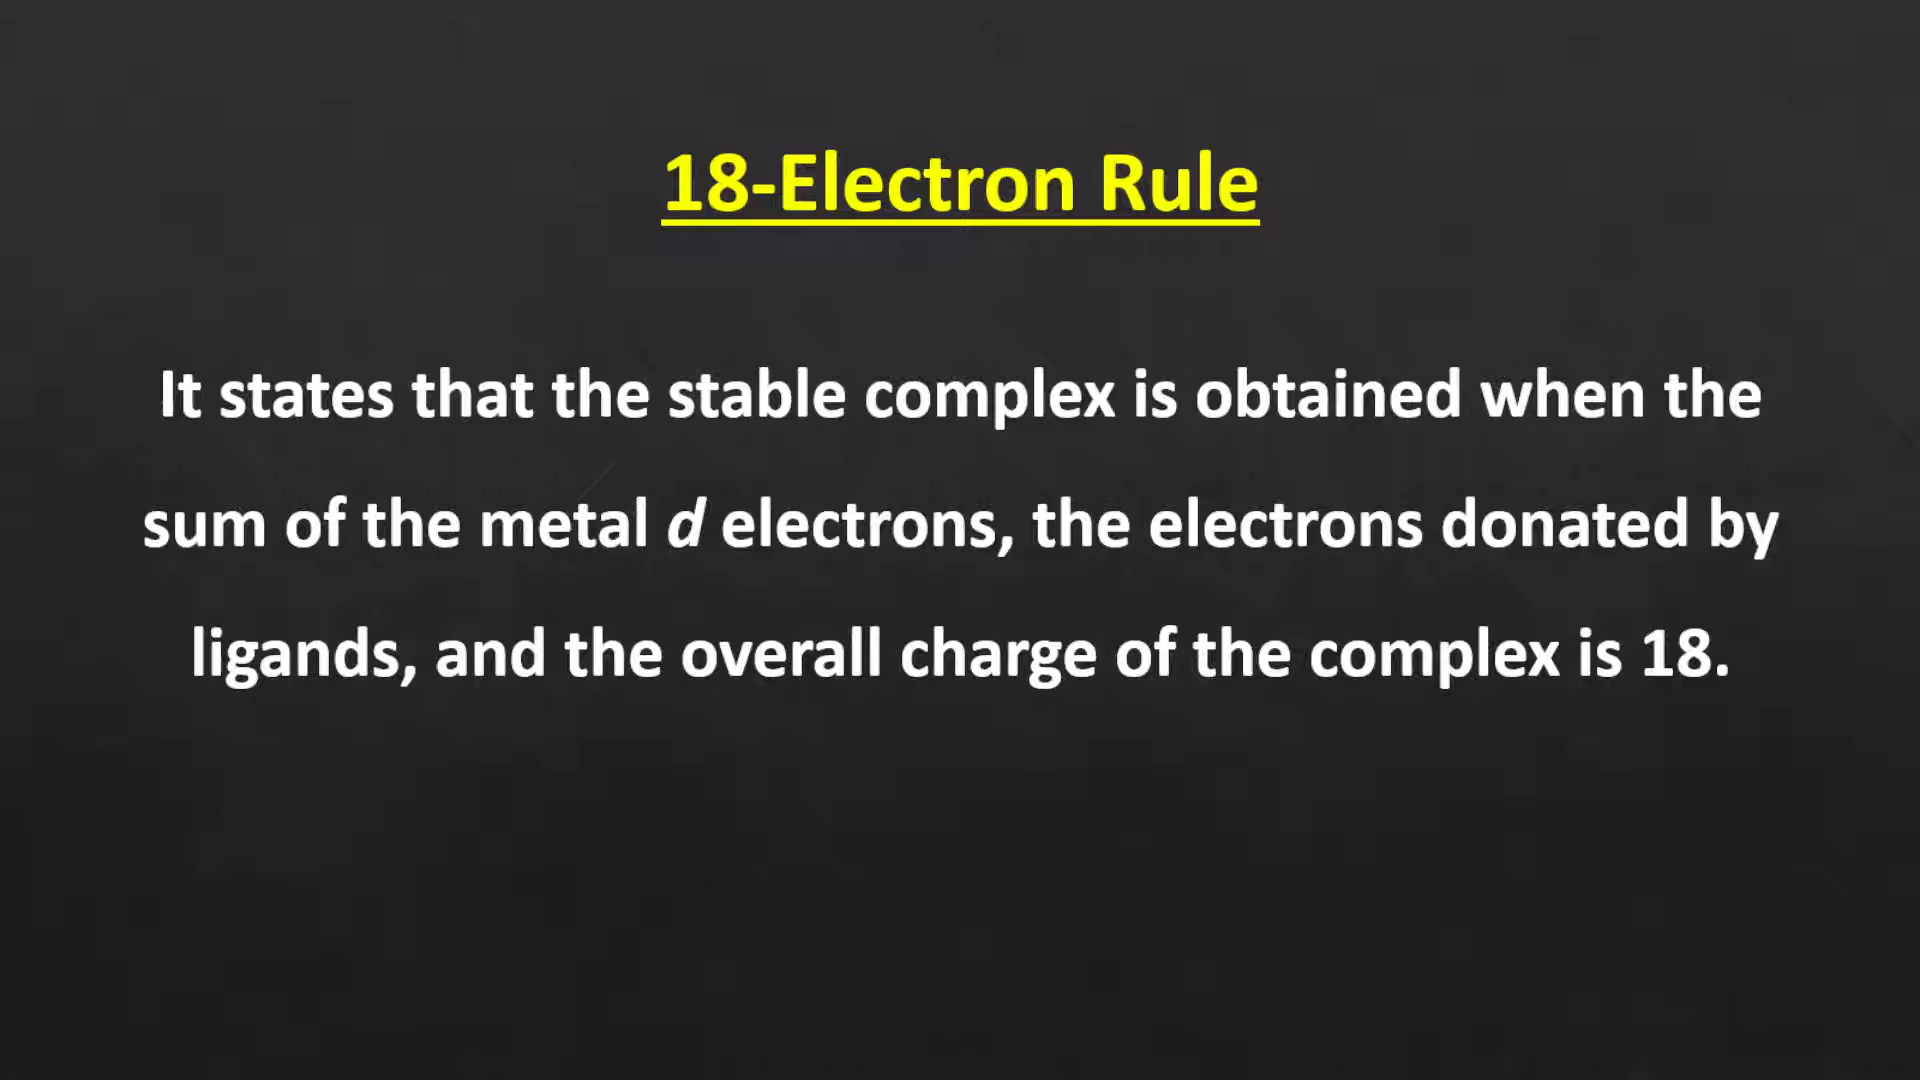 18-Electron Rule
It states that the stable complex is obtained when the
sum of the metal d electrons, the electrons donated by
ligands, and the overall charge of the complex is 18.